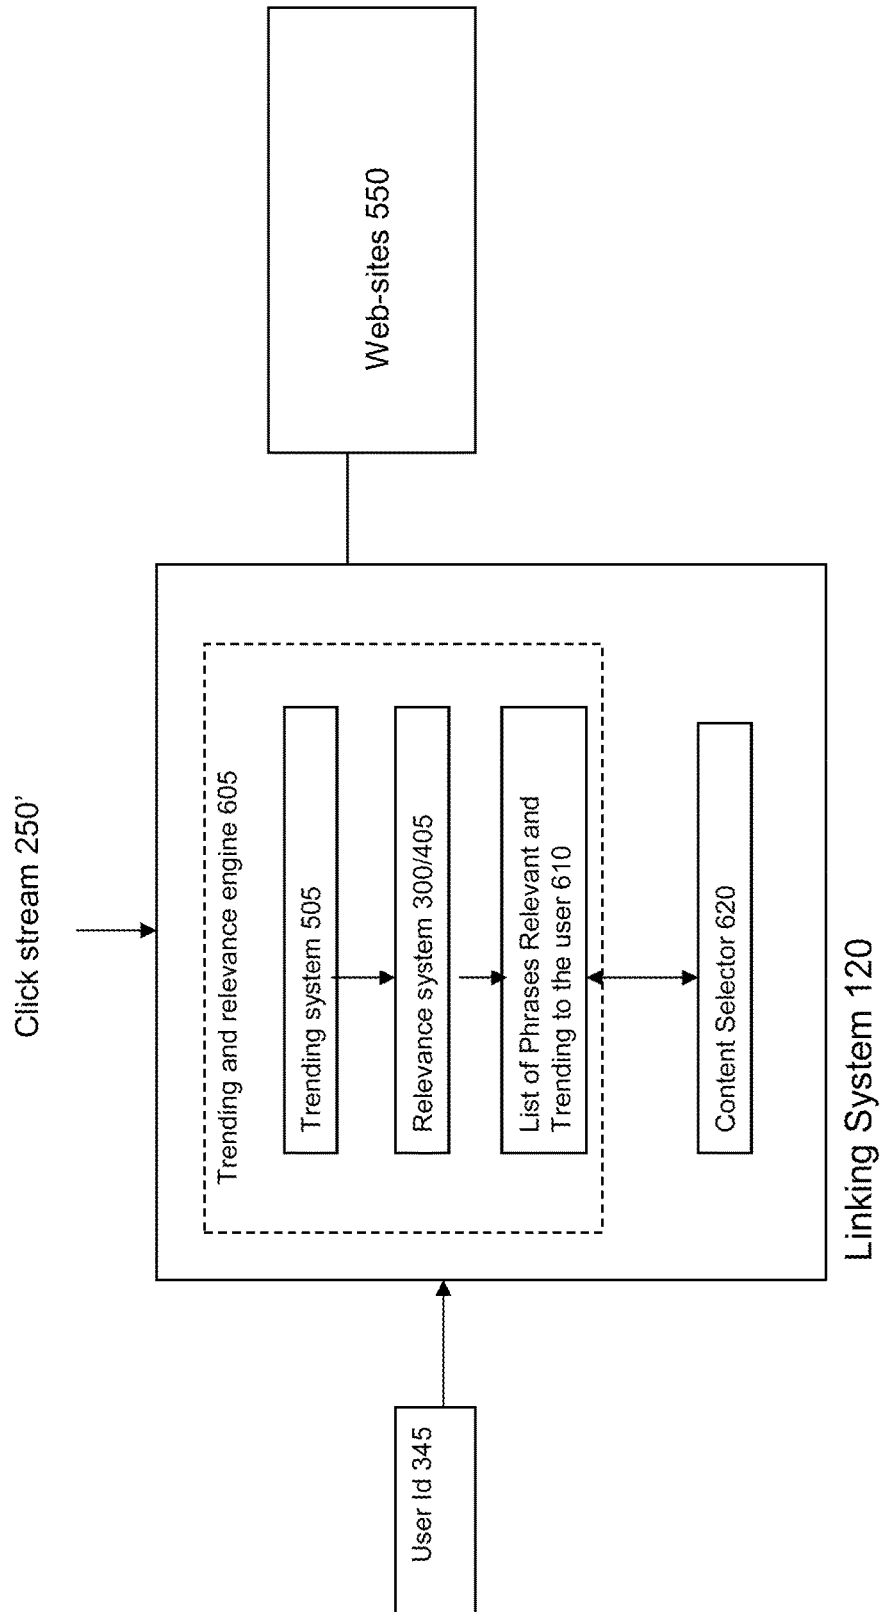 Click stream 250'
Trending and relevance engine 605
Trending system 505
Relevance system 300/405
List of Phrases Relevant and
Trending to the user 610
Content Selector 620
Linking System 120
User Id 345
Web-sites 550